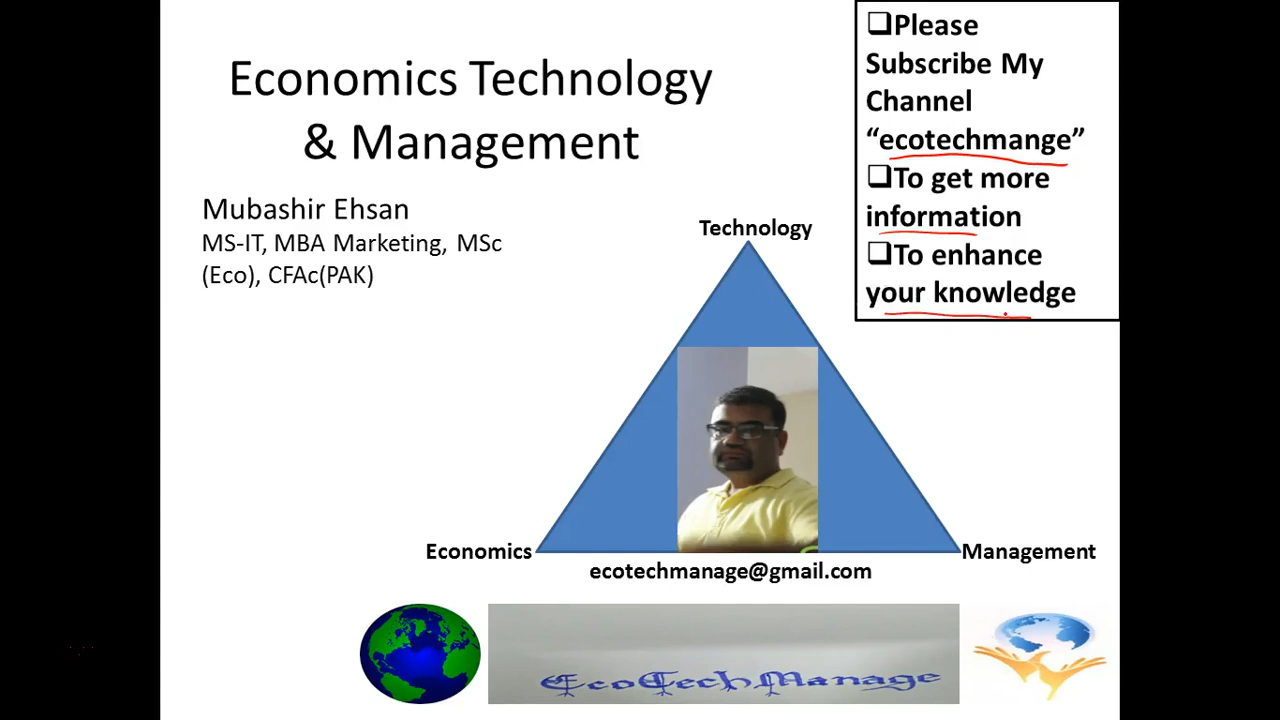 Economics Technology
& Management
Mubashir Ehsan
MS-IT, MBA Marketing, MSc
(Eco), CFAc(PAK)
Please
Subscribe My
Channel
“ecotechmange”
To get more
information
To enhance
your knowledge
Technology
Economics
Management
ecotechmanage@gmail.com
EcoTechManage